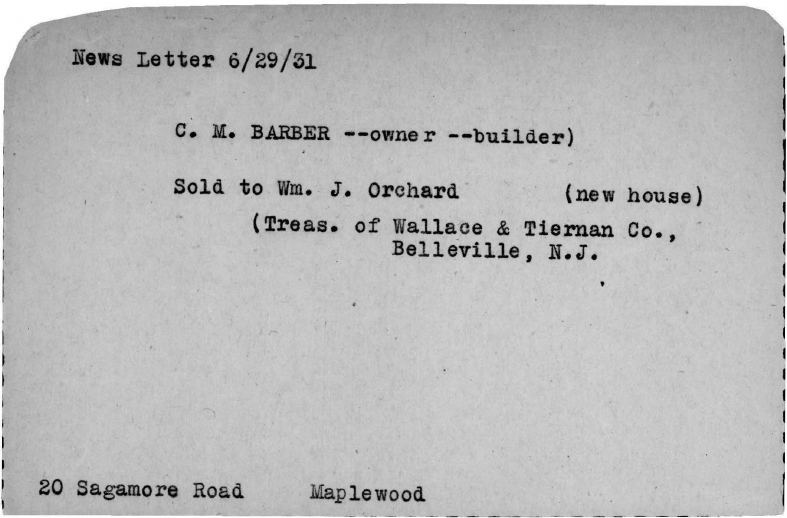 News Letter 6/29/31
C. M. BARBER --owner --builder)
Sold to Wm. J. Orchard (new house)
(Treas. of Wallace & Tiernan Co.,
Belleville, N.J.
20 Sagamore Road Maplewood